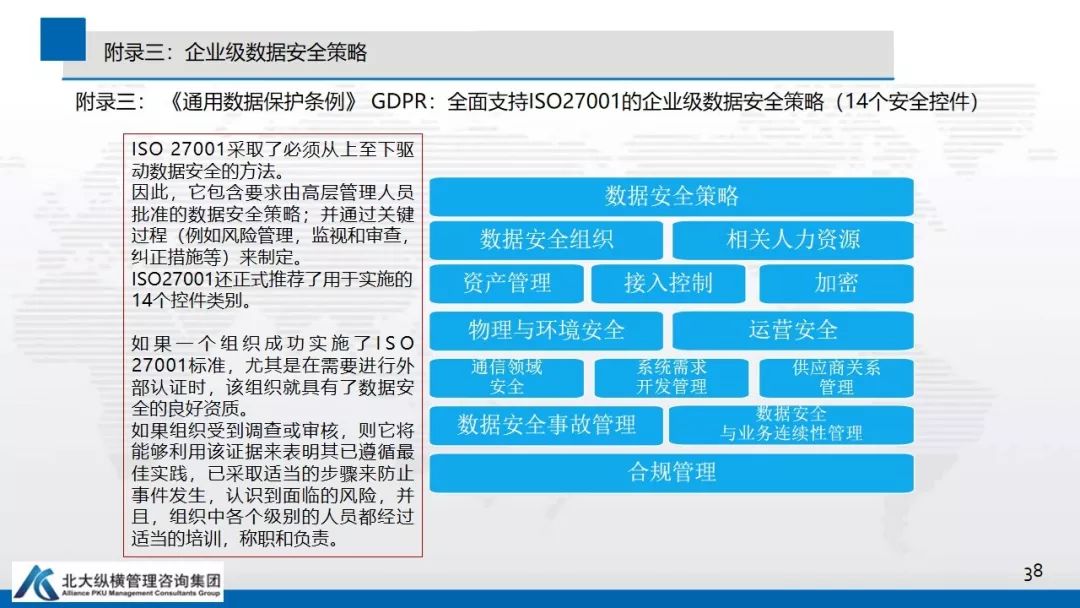 附录三：企业级数据安全策略
附录三：《通用数据保护条例》GDPR：全面支持ISO27001的企业级数据安全策略（14个安全控件）
ISO 27001采取了必须从上至下驱
动数据安全的方法。
因此，它包含要求由高层管理人员
批准的数据安全策略；并通过关键
过程（例如风险管理，监视和审查，
纠正措施等）来制定。
ISO27001还正式推荐了用于实施的
14个控件类别。
如果一个组织成功实施了ISO
27001标准，尤其是在需要进行外
部认证时，该组织就具有了数据安
全的良好资质。
如果组织受到调查或审核，则它将
能够利用该证据来表明其已遵循最
佳实践，已采取适当的步骤来防止
事件发生，认识到面临的风险，并
且，组织中各个级别的人员都经过
适当的培训，称职和负责。
数据安全策略
数据安全组织
相关人力资源
资产管理
接入控制
加密
物理与环境安全
运营安全
通信领域
安全
系统需求
开发管理
供应商关系
管理
数据安全事故管理
数据安全
与业务连续性管理
合规管理
北大纵横管理咨询集团
Alliance PKU Management Consultants Group
38